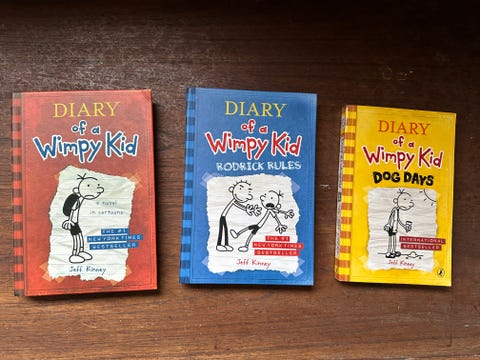 DIARY
of a
Wimpy Kid
a novel
in cartoons
THE #1
NEW YORK TIMES
BESTSELLER
Jeff Kinney
DIARY
of a
Wimpy Kid
RODRICK RULES
THE #1
NEW YORK TIMES
BESTSELLER
Jeff Kinney
DIARY
of a
Wimpy Kid
DOG DAYS
INTERNATIONAL
BESTSELLER
Jeff Kinney